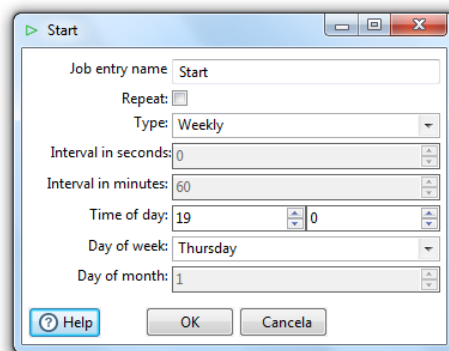 Start
Job entry name Start
Repeat:
Type: Weekly
Interval in seconds: 0
Interval in minutes: 60
Time of day: 19 0
Day of week: Thursday
Day of month: 1
Help OK Cancela